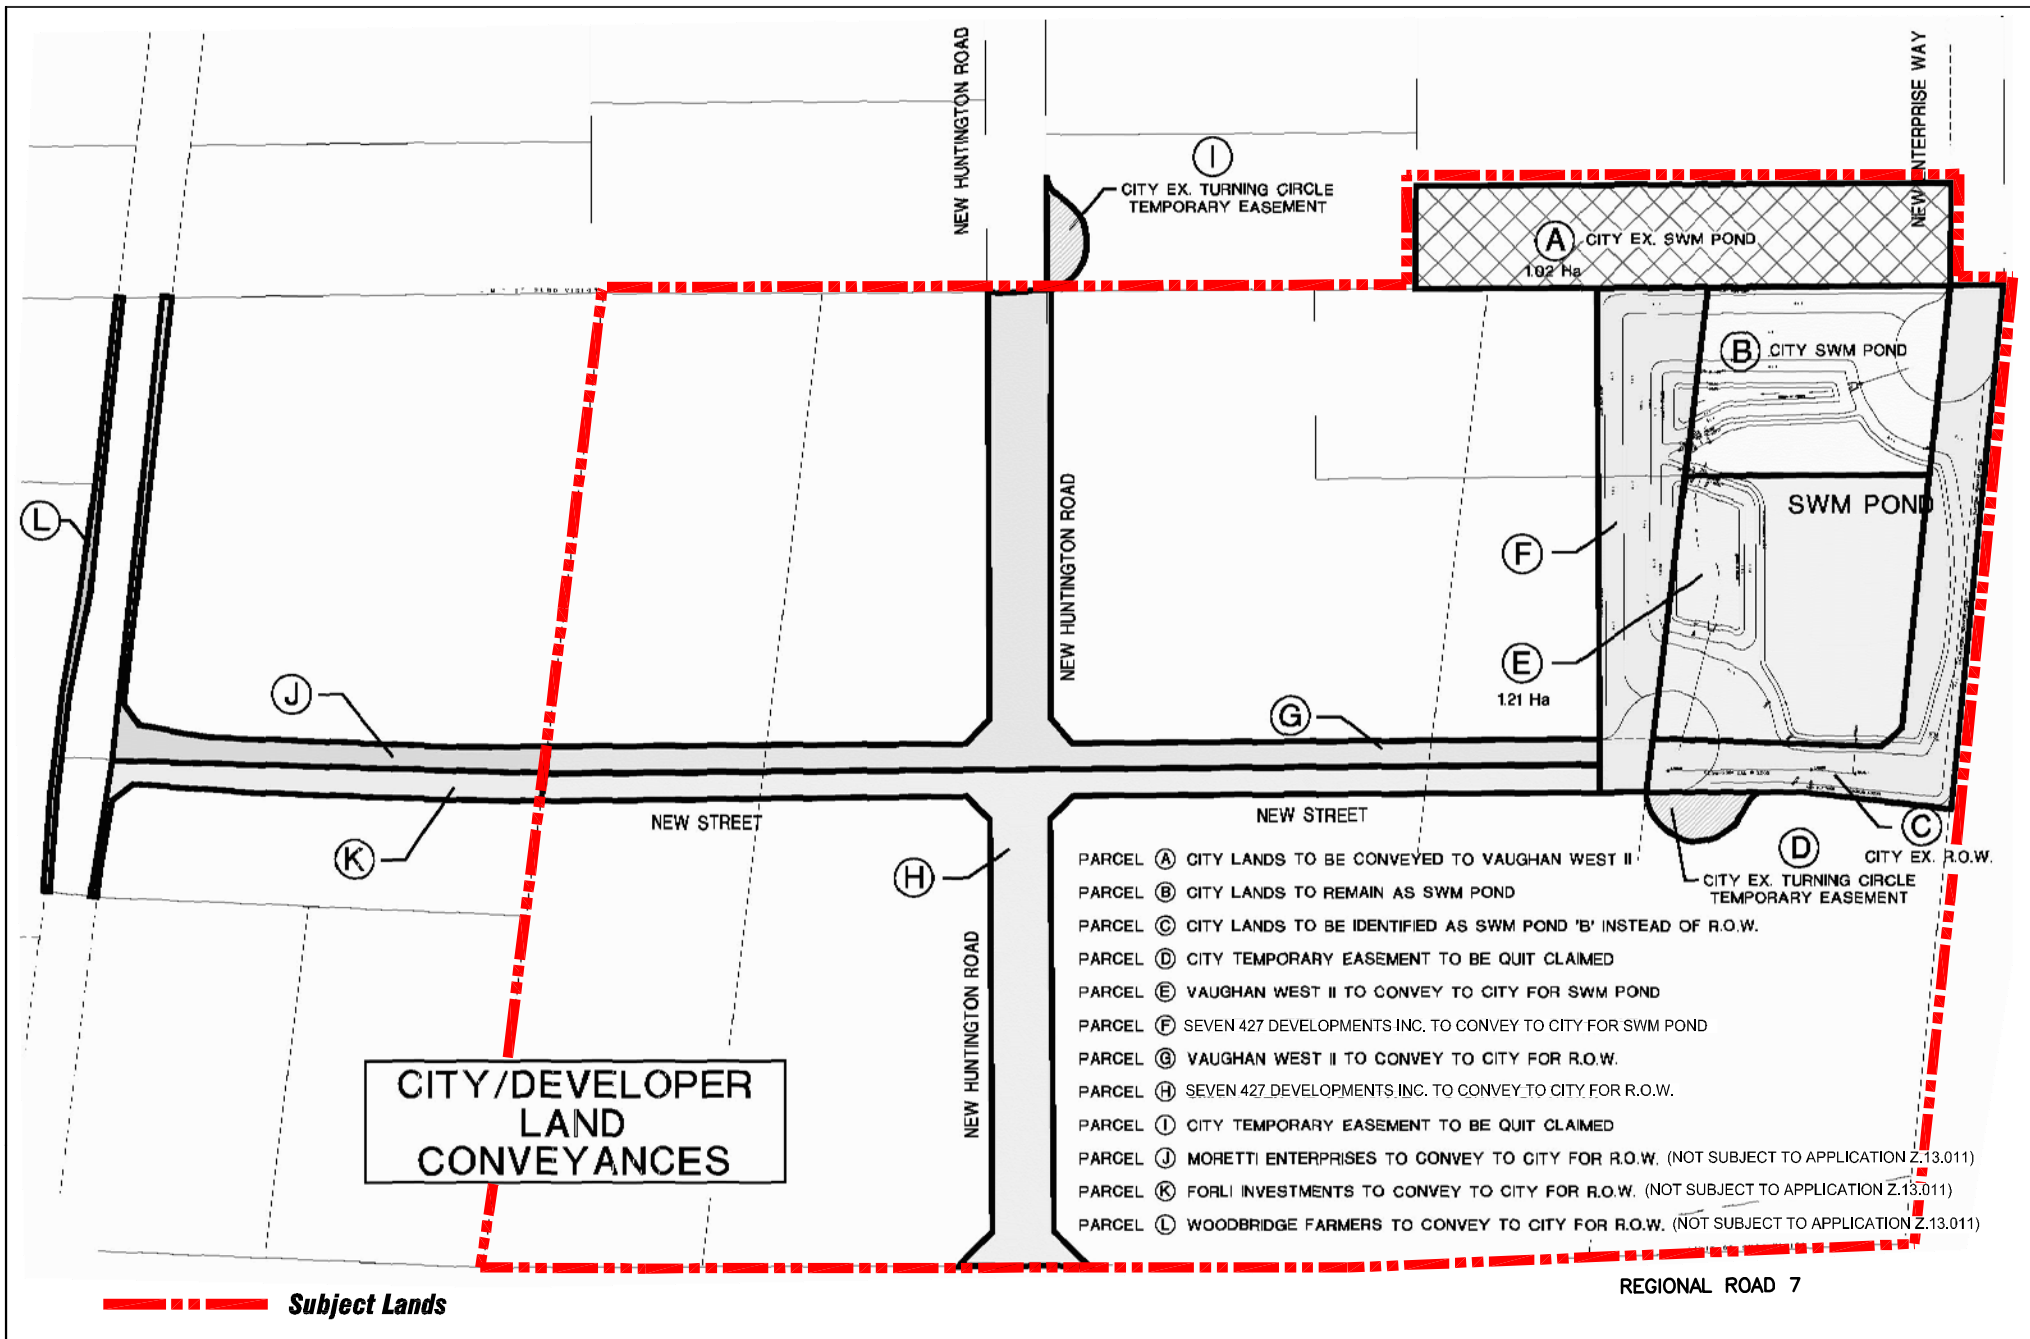 NEW HUNTINGTON ROAD
NEW ENTERPRISE WAY
I
CITY EX. TURNING CIRCLE
TEMPORARY EASEMENT
A CITY EX. SWM POND
1.02 Ha
B CITY SWM POND
SWM POND
L
F
NEW HUNTINGTON ROAD
E
1.21 Ha
J
G
K
NEW STREET
NEW STREET
H
C
CITY EX. R.O.W.
D
CITY EX. TURNING CIRCLE
TEMPORARY EASEMENT
NEW HUNTINGTON ROAD
PARCEL A CITY LANDS TO BE CONVEYED TO VAUGHAN WEST II
PARCEL B CITY LANDS TO REMAIN AS SWM POND
PARCEL C CITY LANDS TO BE IDENTIFIED AS SWM POND 'B' INSTEAD OF R.O.W.
PARCEL D CITY TEMPORARY EASEMENT TO BE QUIT CLAIMED
PARCEL E VAUGHAN WEST II TO CONVEY TO CITY FOR SWM POND
PARCEL F SEVEN 427 DEVELOPMENTS INC. TO CONVEY TO CITY FOR SWM POND
PARCEL G VAUGHAN WEST II TO CONVEY TO CITY FOR R.O.W.
PARCEL H SEVEN 427 DEVELOPMENTS INC. TO CONVEY TO CITY FOR R.O.W.
PARCEL I CITY TEMPORARY EASEMENT TO BE QUIT CLAIMED
PARCEL J MORETTI ENTERPRISES TO CONVEY TO CITY FOR R.O.W. (NOT SUBJECT TO APPLICATION Z.13.011)
PARCEL K FORLI INVESTMENTS TO CONVEY TO CITY FOR R.O.W. (NOT SUBJECT TO APPLICATION Z.13.011)
PARCEL L WOODBRIDGE FARMERS TO CONVEY TO CITY FOR R.O.W. (NOT SUBJECT TO APPLICATION Z.13.011)
CITY/DEVELOPER
LAND
CONVEYANCES
REGIONAL ROAD 7
Subject Lands